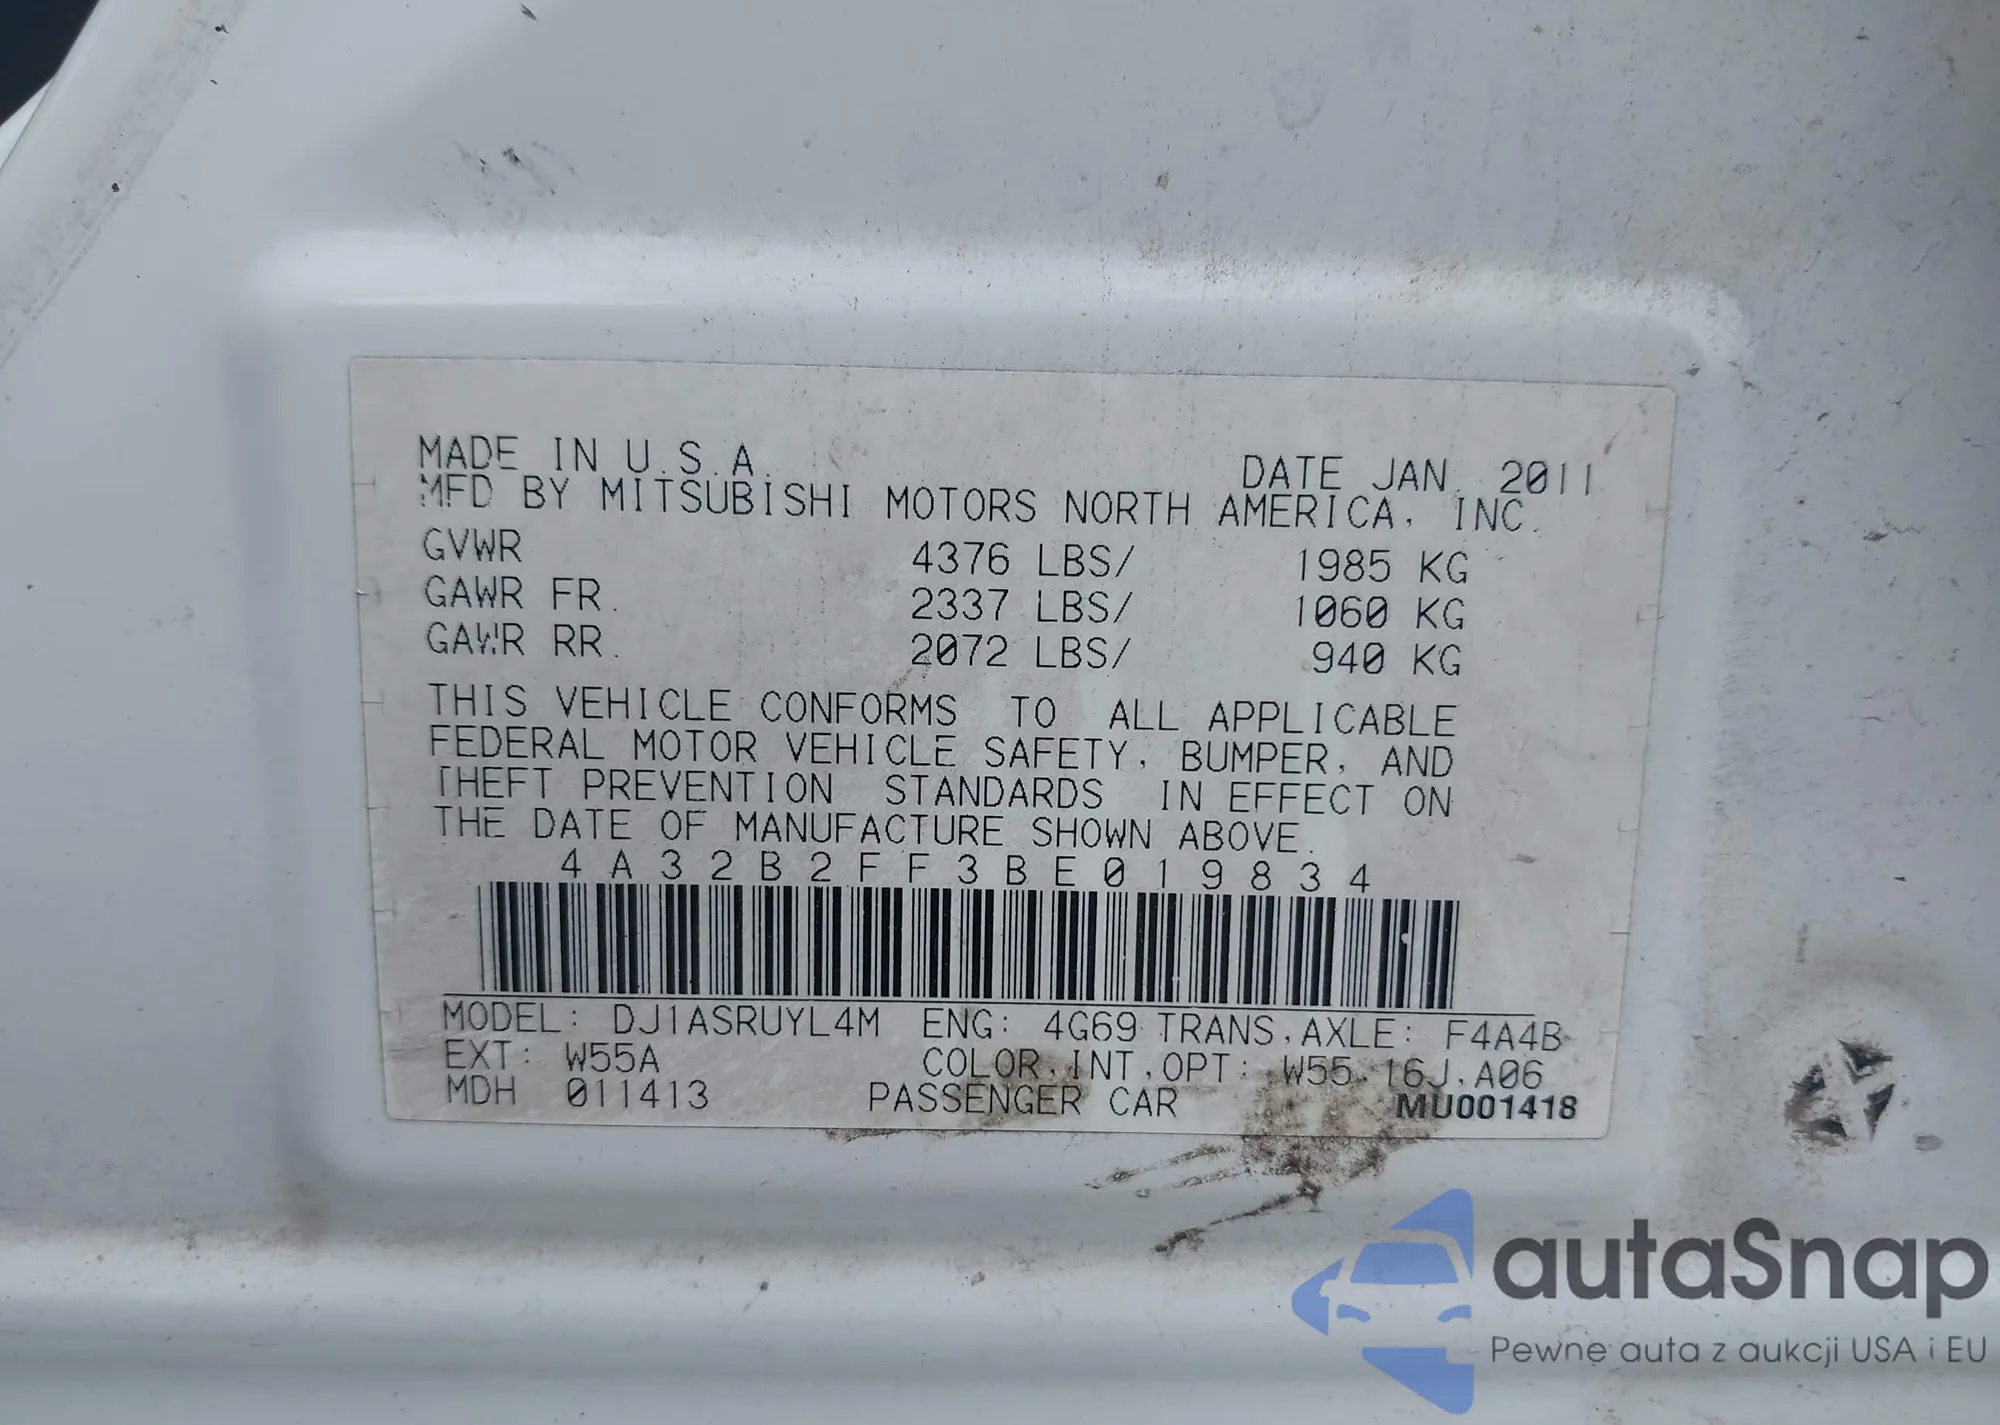 MADE IN U.S.A. DATE JAN. 2011
MFD BY MITSUBISHI MOTORS NORTH AMERICA, INC.
GVWR 4376 LBS/ 1985 KG
GAWR FR. 2337 LBS/ 1060 KG
GAWR RR. 2072 LBS/ 940 KG
THIS VEHICLE CONFORMS TO ALL APPLICABLE
FEDERAL MOTOR VEHICLE SAFETY, BUMPER, AND
THEFT PREVENTION STANDARDS IN EFFECT ON
THE DATE OF MANUFACTURE SHOWN ABOVE.
4A32B2FF3BE019834
MODEL: DJ1ASRUYL4M ENG: 4G69 TRANS,AXLE: F4A4B
EXT: W55A COLOR,INT,OPT: W55,16J,A06
MDH 011413 PASSENGER CAR MU001418
autaSnap
Pewne auta z aukcji USA i EU